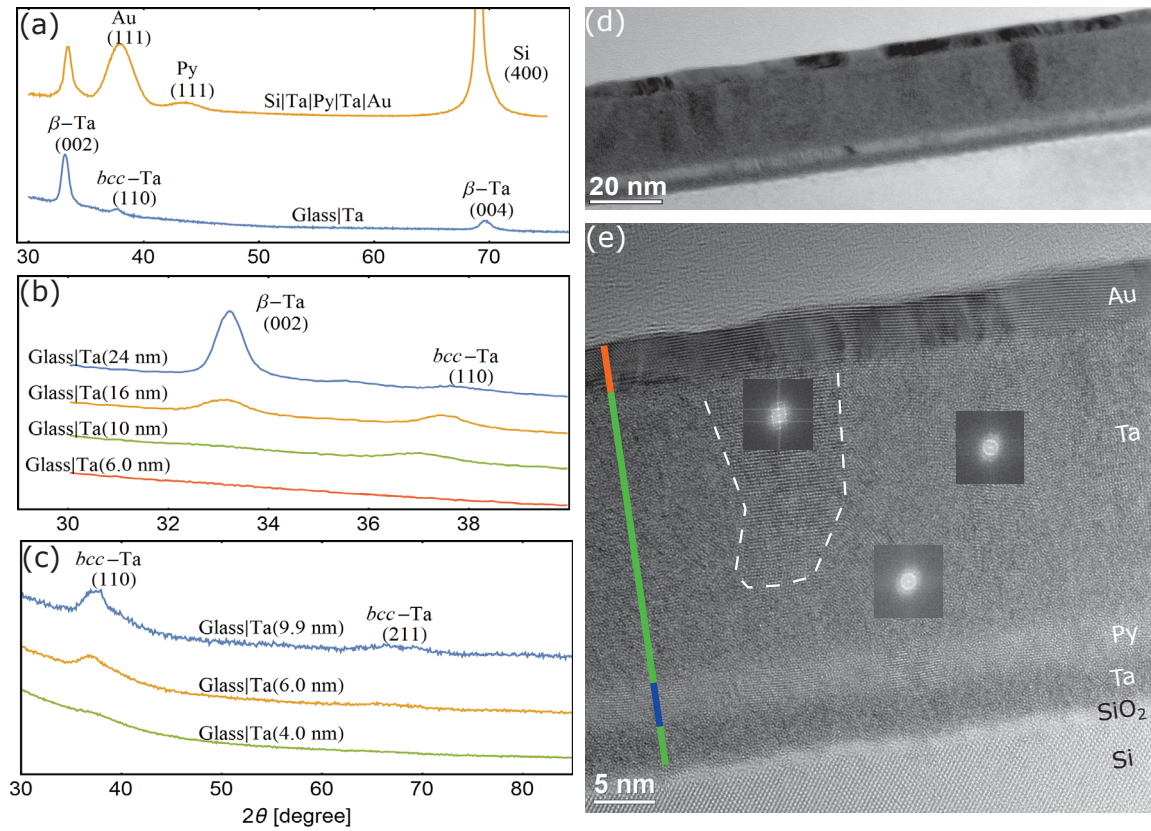 (a)
Au
(111)
Py
(111)
Si
(400)
Si|Ta|Py|Ta|Au
β−Ta
(002)
bcc−Ta
(110)
Glass|Ta
β−Ta
(004)
30 40 50 60 70
(b)
β−Ta
(002)
Glass|Ta(24 nm)
bcc−Ta
(110)
Glass|Ta(16 nm)
Glass|Ta(10 nm)
Glass|Ta(6.0 nm)
30 32 34 36 38
(c)
bcc−Ta
(110)
Glass|Ta(9.9 nm)
bcc−Ta
(211)
Glass|Ta(6.0 nm)
Glass|Ta(4.0 nm)
30 40 50 60 70 80
2θ [degree]
(d)
20 nm
(e)
Au
Ta
Py
Ta
SiO₂
Si
5 nm